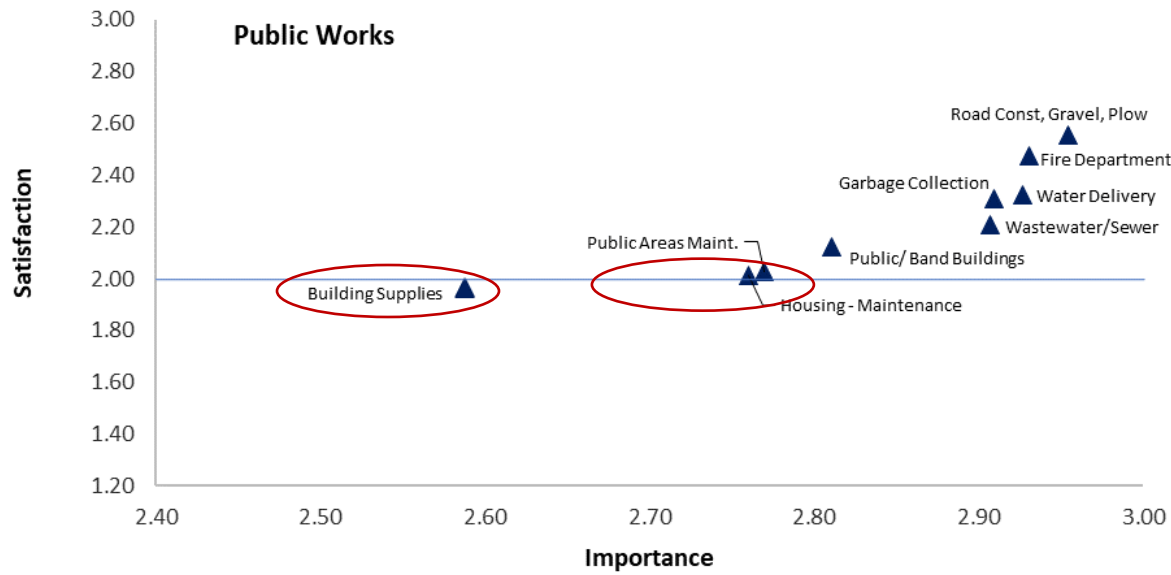 Public Works
3.00
2.80
2.60
2.40
2.20
2.00
1.80
1.60
1.40
1.20
Satisfaction
Road Const, Gravel, Plow
Fire Department
Garbage Collection
Water Delivery
Wastewater/Sewer
Public Areas Maint.
Public/ Band Buildings
Building Supplies
Housing - Maintenance
2.40 2.50 2.60 2.70 2.80 2.90 3.00
Importance